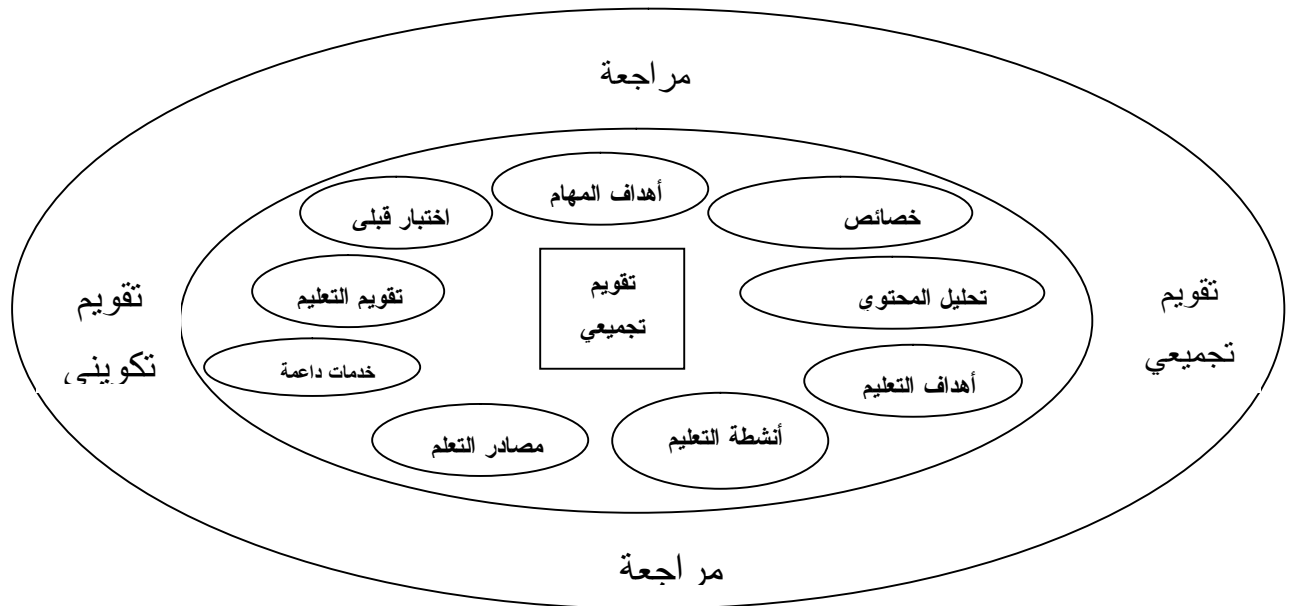 مراجعة
أهداف المهام
خصائص
اختبار قبلى
تقويم
تجميعي
تحليل المحتوى
تقويم التعليم
تقويم
تجميعي
تقويم
تكوينى
أهداف التعليم
خدمات داعمة
أنشطة التعليم
مصادر التعلم
مراجعة